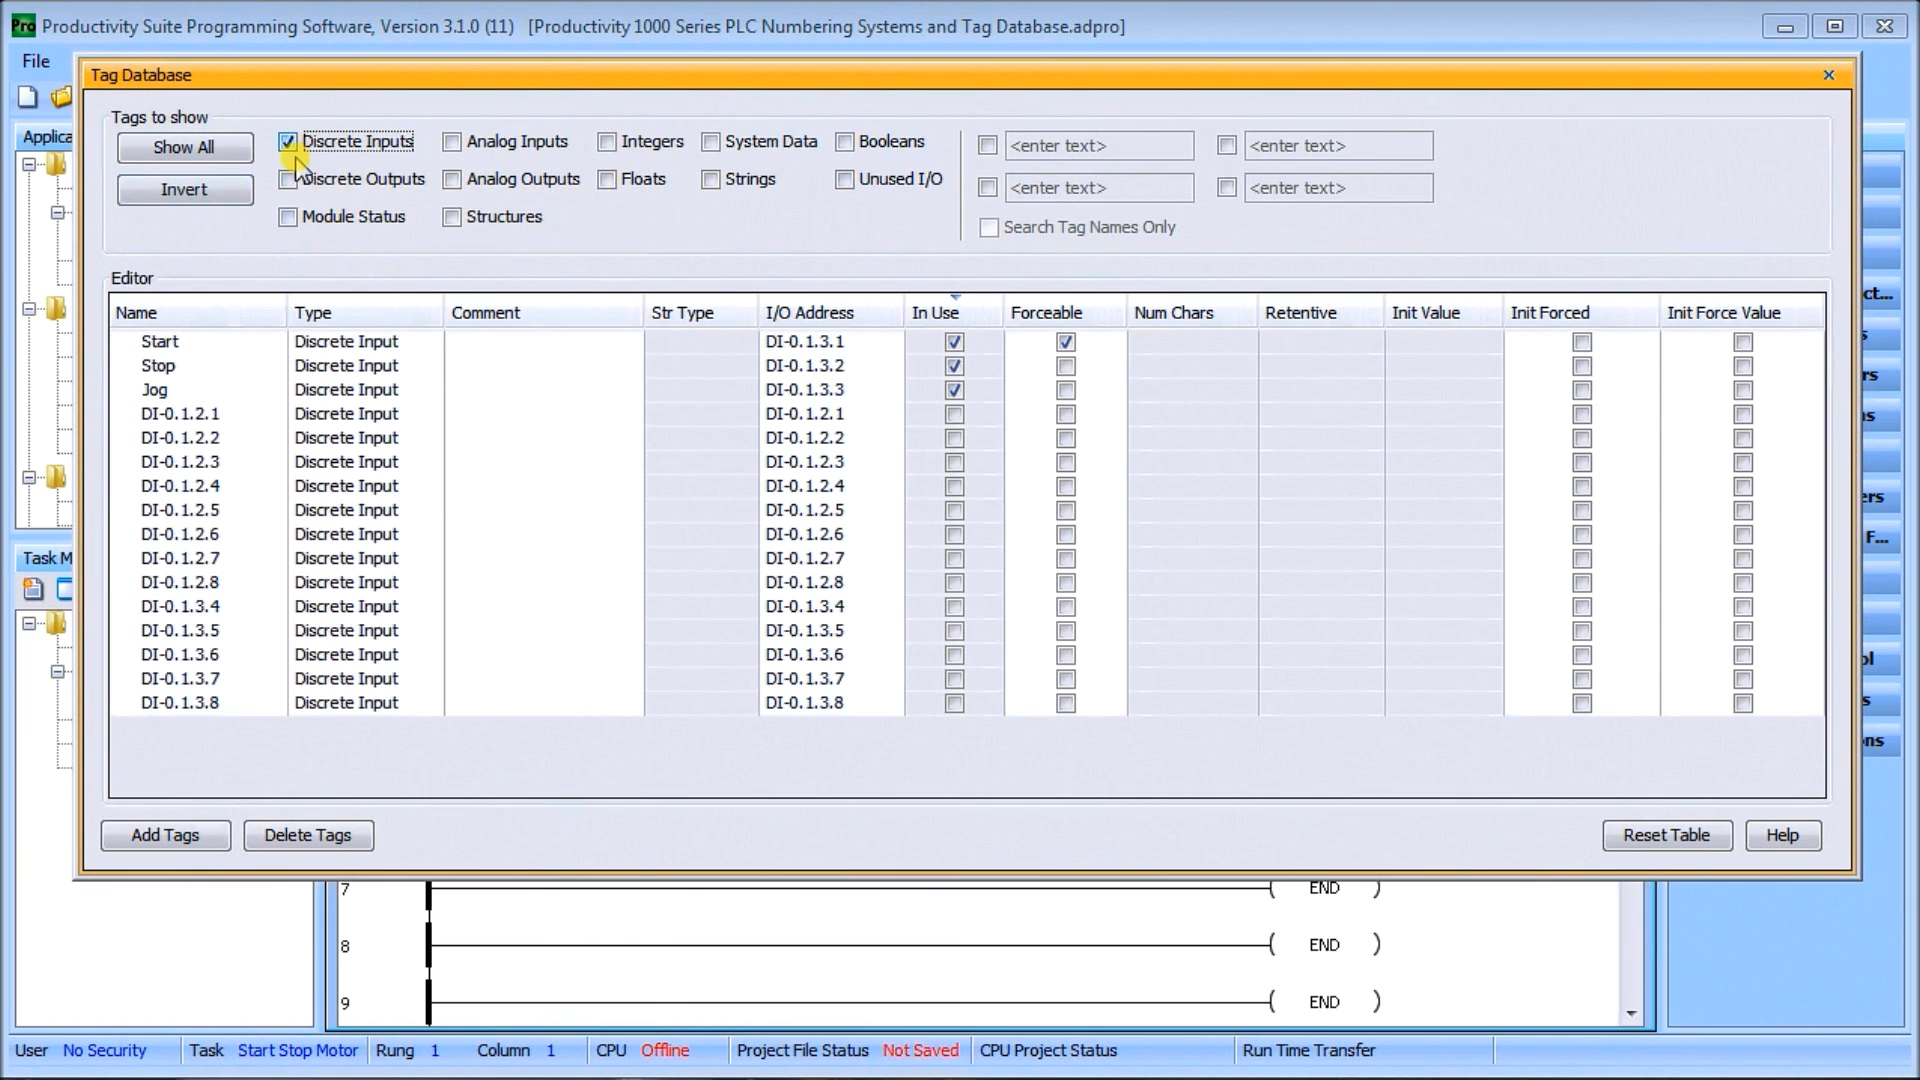 Pro Productivity Suite Programming Software, Version 3.1.0 (11) [Productivity 1000 Series PLC Numbering Systems and Tag Database.adpro]
File
Tag Database
Applica
Tags to show
Show All
Invert
Discrete Inputs
Analog Inputs
Integers
System Data
Booleans
<enter text>
<enter text>
Discrete Outputs
Analog Outputs
Floats
Strings
Unused I/O
<enter text>
<enter text>
Module Status
Structures
Search Tag Names Only
Editor
Name Type Comment Str Type I/O Address In Use Forceable Num Chars Retentive Init Value Init Forced Init Force Value
Start Discrete Input DI-0.1.3.1
Stop Discrete Input DI-0.1.3.2
Jog Discrete Input DI-0.1.3.3
DI-0.1.2.1 Discrete Input DI-0.1.2.1
DI-0.1.2.2 Discrete Input DI-0.1.2.2
DI-0.1.2.3 Discrete Input DI-0.1.2.3
DI-0.1.2.4 Discrete Input DI-0.1.2.4
DI-0.1.2.5 Discrete Input DI-0.1.2.5
DI-0.1.2.6 Discrete Input DI-0.1.2.6
DI-0.1.2.7 Discrete Input DI-0.1.2.7
DI-0.1.2.8 Discrete Input DI-0.1.2.8
DI-0.1.3.4 Discrete Input DI-0.1.3.4
DI-0.1.3.5 Discrete Input DI-0.1.3.5
DI-0.1.3.6 Discrete Input DI-0.1.3.6
DI-0.1.3.7 Discrete Input DI-0.1.3.7
DI-0.1.3.8 Discrete Input DI-0.1.3.8
Task M
ct...
s
rs
ns
ers
F...
ol
s
ns
Add Tags
Delete Tags
Reset Table
Help
7 END
8 END
9 END
User No Security Task Start Stop Motor Rung 1 Column 1 CPU Offline Project File Status Not Saved CPU Project Status Run Time Transfer